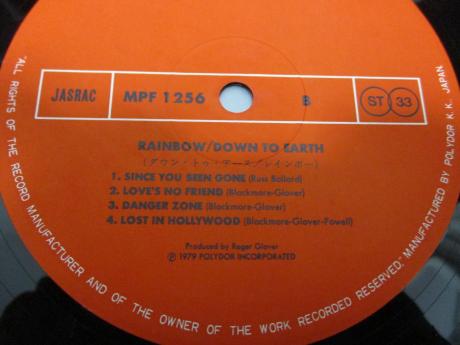 JASRAC MPF 1256 B ST 33
RAINBOW/DOWN TO EARTH
(ダウン・トゥ・アース/レインボー)
1. SINCE YOU SEEN GONE (Russ Ballard)
2. LOVE'S NO FRIEND (Blackmore-Glover)
3. DANGER ZONE (Blackmore-Glover)
4. LOST IN HOLLYWOOD (Blackmore-Glover-Powell)
Produced by Roger Glover
Ⓟ 1979 POLYDOR INCORPORATED
"ALL RIGHTS OF THE RECORD MANUFACTURER AND OF THE OWNER OF THE WORK RECORDED RESERVED." MANUFACTURED BY POLYDOR K.K. JAPAN